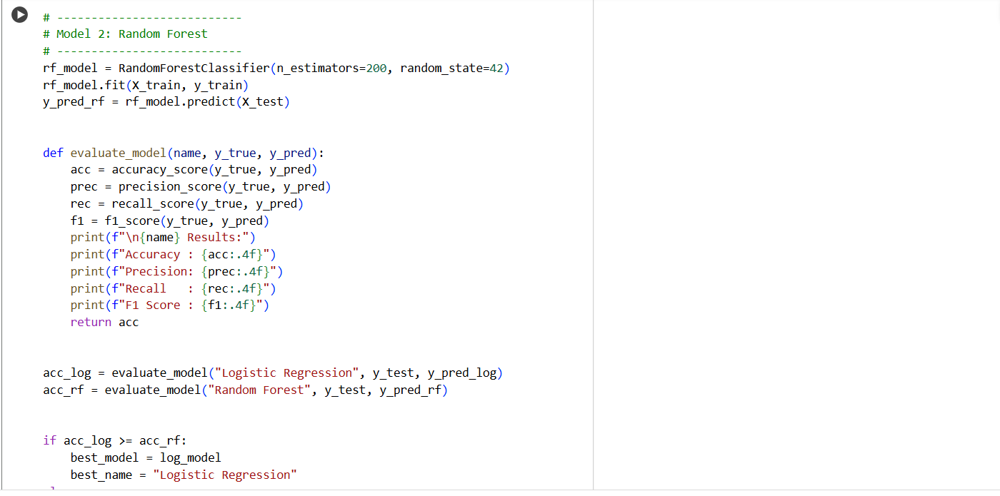 # ---------------------------
# Model 2: Random Forest
# ---------------------------
rf_model = RandomForestClassifier(n_estimators=200, random_state=42)
rf_model.fit(X_train, y_train)
y_pred_rf = rf_model.predict(X_test)
def evaluate_model(name, y_true, y_pred):
    acc = accuracy_score(y_true, y_pred)
    prec = precision_score(y_true, y_pred)
    rec = recall_score(y_true, y_pred)
    f1 = f1_score(y_true, y_pred)
    print(f"\n{name} Results:")
    print(f"Accuracy : {acc:.4f}")
    print(f"Precision: {prec:.4f}")
    print(f"Recall   : {rec:.4f}")
    print(f"F1 Score : {f1:.4f}")
    return acc
acc_log = evaluate_model("Logistic Regression", y_test, y_pred_log)
acc_rf = evaluate_model("Random Forest", y_test, y_pred_rf)
if acc_log >= acc_rf:
    best_model = log_model
    best_name = "Logistic Regression"